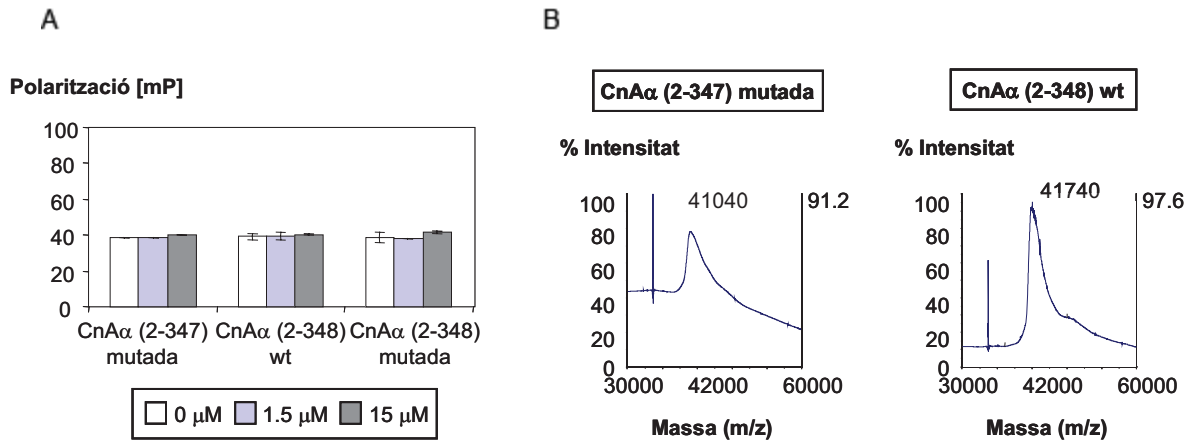 A
Polarització [mP]
100
80
60
40
20
0
CnAα (2-347) CnAα (2-348) CnAα (2-348)
mutada wt mutada
0 μM 1.5 μM 15 μM
B
CnAα (2-347) mutada
% Intensitat
41040
91.2
100
80
60
40
20
0
30000 42000 60000
Massa (m/z)
CnAα (2-348) wt
% Intensitat
41740
97.6
100
80
60
40
20
0
30000 42000 60000
Massa (m/z)